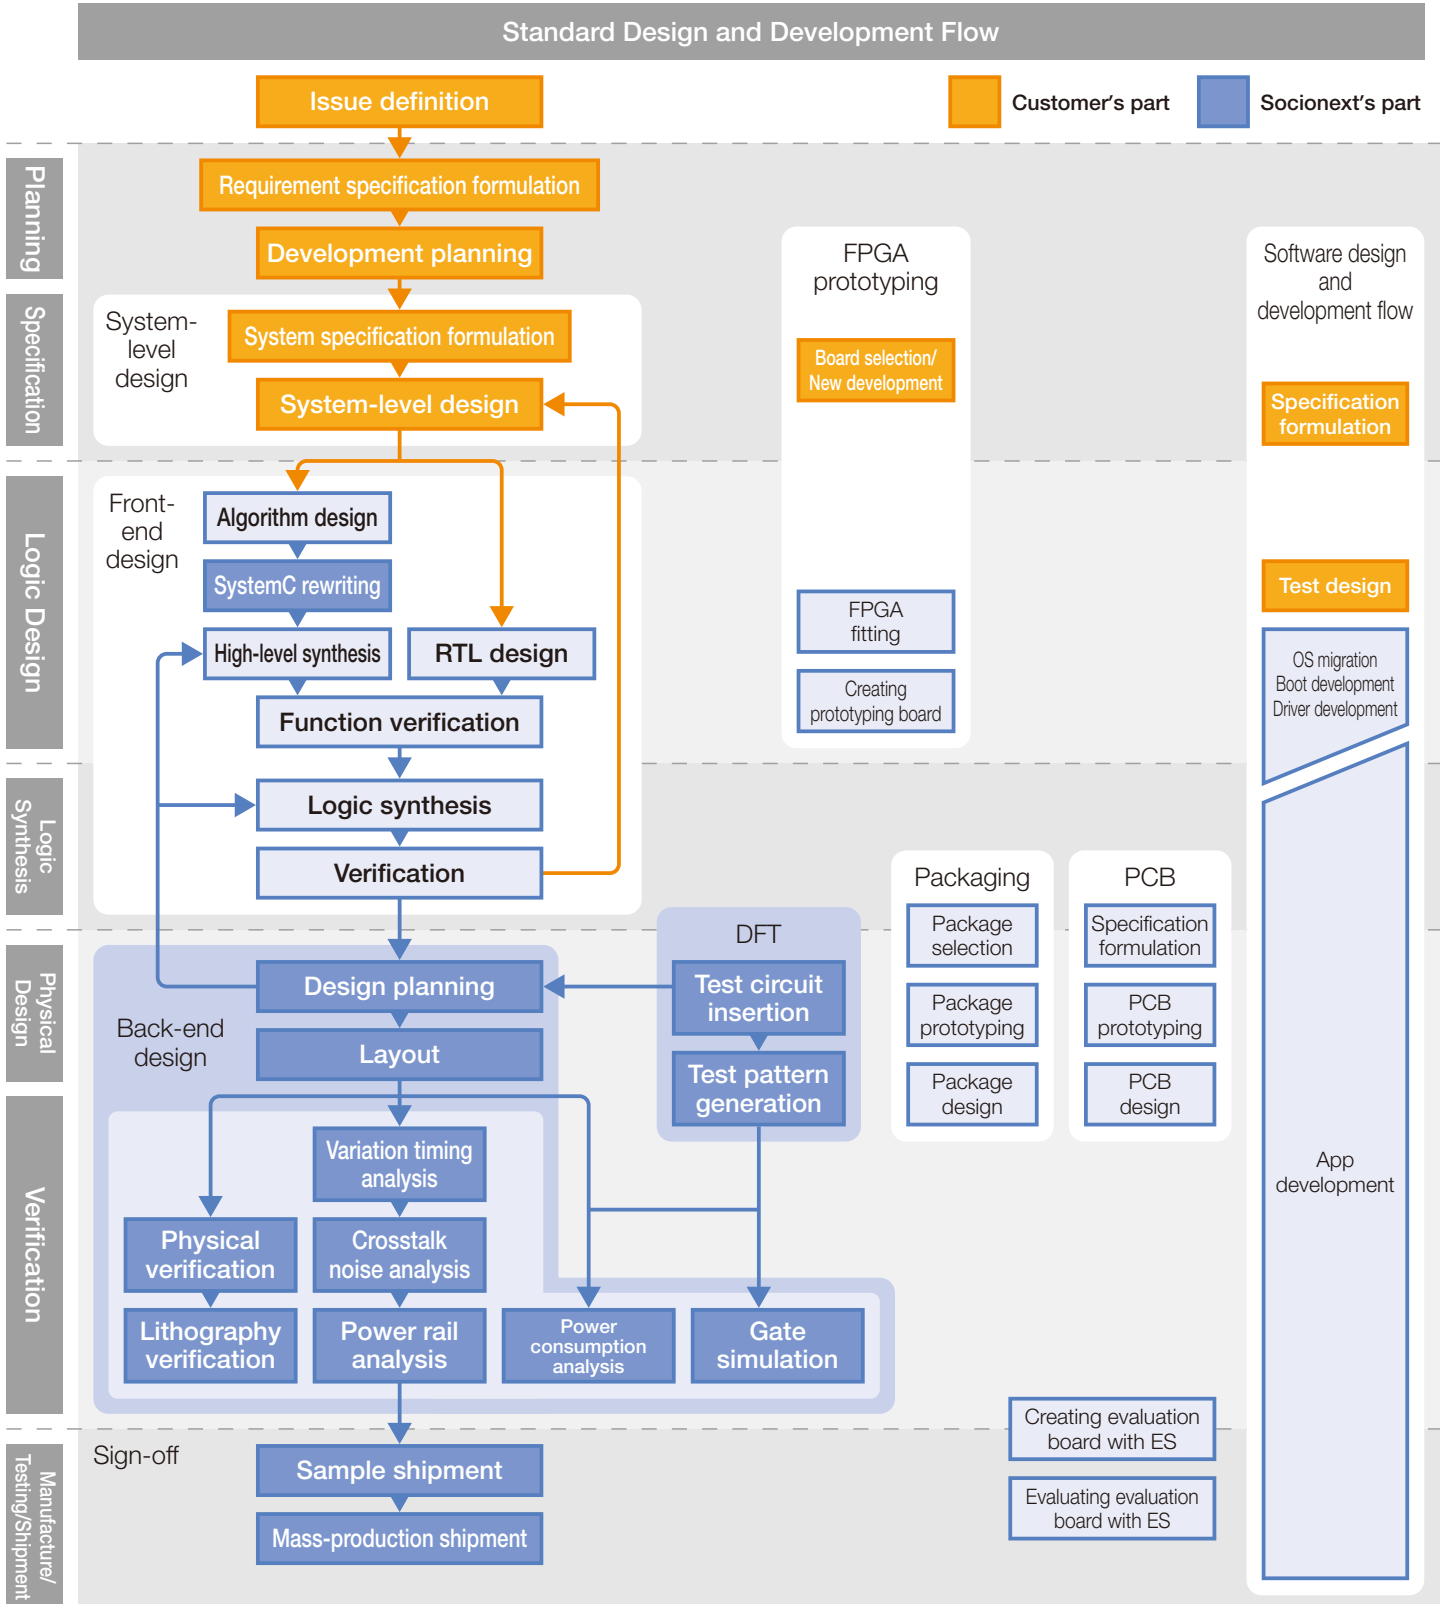 Standard Design and Development Flow
Issue definition
Customer's part
Socionext's part
Planning
Requirement specification formulation
Development planning
Specification
System-
level
design
System specification formulation
System-level design
FPGA
prototyping
Board selection/
New development
Software design
and
development flow
Specification
formulation
Logic Design
Front-
end
design
Algorithm design
SystemC rewriting
High-level synthesis
RTL design
Function verification
FPGA
fitting
Creating
prototyping board
Test design
OS migration
Boot development
Driver development
Logic
Synthesis
Logic synthesis
Verification
Packaging
Package
selection
Package
prototyping
Package
design
PCB
Specification
formulation
PCB
prototyping
PCB
design
Physical
Design
Back-end
design
Design planning
Layout
DFT
Test circuit
insertion
Test pattern
generation
Verification
Variation timing
analysis
Physical
verification
Crosstalk
noise analysis
Lithography
verification
Power rail
analysis
Power
consumption
analysis
Gate
simulation
App
development
Manufacture/
Testing/Shipment
Sign-off
Sample shipment
Mass-production shipment
Creating evaluation
board with ES
Evaluating evaluation
board with ES